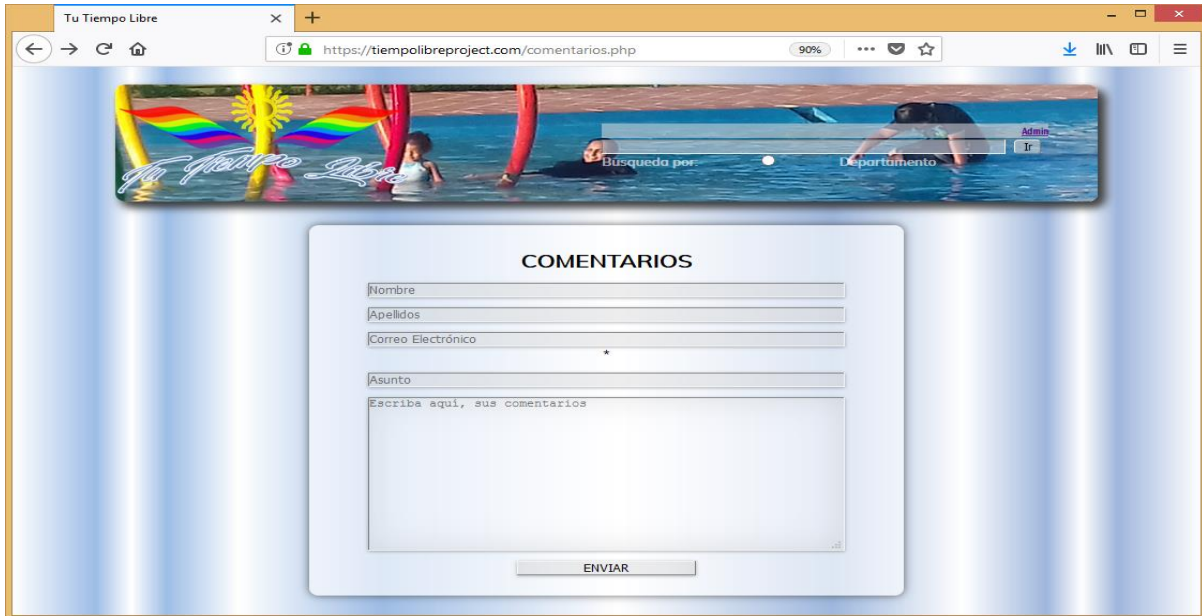 Tu Tiempo Libre
https://tiempolibreproject.com/comentarios.php
90%
Tu Tiempo Libre
Admin
Ir
Búsqueda por:
Departamento
COMENTARIOS
Nombre
Apellidos
Correo Electrónico
*
Asunto
Escriba aquí, sus comentarios
ENVIAR